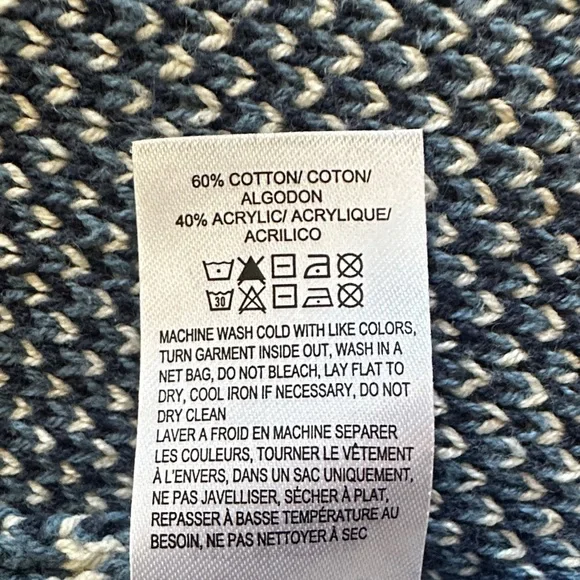 60% COTTON/ COTON/
ALGODON
40% ACRYLIC/ ACRYLIQUE/
ACRILICO
30
MACHINE WASH COLD WITH LIKE COLORS,
TURN GARMENT INSIDE OUT, WASH IN A
NET BAG, DO NOT BLEACH, LAY FLAT TO
DRY, COOL IRON IF NECESSARY, DO NOT
DRY CLEAN
LAVER A FROID EN MACHINE SEPARER
LES COULEURS, TOURNER LE VÊTEMENT
À L'ENVERS, DANS UN SAC UNIQUEMENT,
NE PAS JAVELLISER, SÉCHER À PLAT,
REPASSER À BASSE TEMPÉRATURE AU
BESOIN, NE PAS NETTOYER À SEC